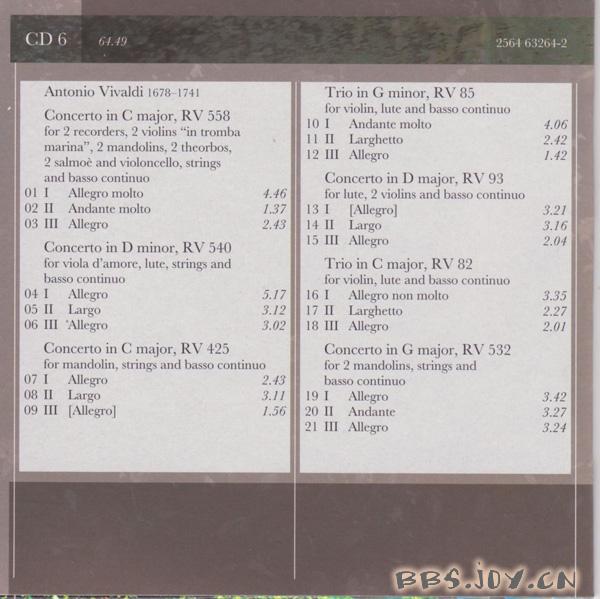 CD 6 64.49 2564 63264-2
Antonio Vivaldi 1678–1741
Concerto in C major, RV 558
for 2 recorders, 2 violins “in tromba
marina”, 2 mandolins, 2 theorbos,
2 salmoè and violoncello, strings
and basso continuo
01 I Allegro molto 4.46
02 II Andante molto 1.37
03 III Allegro 2.43
Concerto in D minor, RV 540
for viola d’amore, lute, strings and
basso continuo
04 I Allegro 5.17
05 II Largo 3.12
06 III Allegro 3.02
Concerto in C major, RV 425
for mandolin, strings and basso continuo
07 I Allegro 2.43
08 II Largo 3.11
09 III [Allegro] 1.56
Trio in G minor, RV 85
for violin, lute and basso continuo
10 I Andante molto 4.06
11 II Larghetto 2.42
12 III Allegro 1.42
Concerto in D major, RV 93
for lute, 2 violins and basso continuo
13 I [Allegro] 3.21
14 II Largo 3.16
15 III Allegro 2.04
Trio in C major, RV 82
for violin, lute and basso continuo
16 I Allegro non molto 3.35
17 II Larghetto 2.27
18 III Allegro 2.01
Concerto in G major, RV 532
for 2 mandolins, strings and
basso continuo
19 I Allegro 3.42
20 II Andante 3.27
21 III Allegro 3.24
BBS.JOY.CN